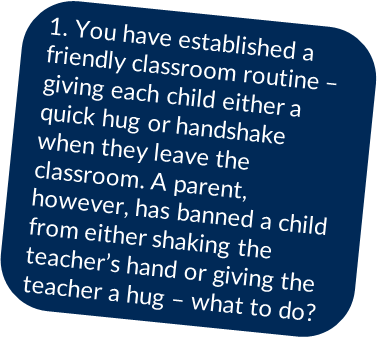 1. You have established a
friendly classroom routine –
giving each child either a
quick hug or handshake
when they leave the
classroom. A parent,
however, has banned a child
from either shaking the
teacher’s hand or giving the
teacher a hug – what to do?